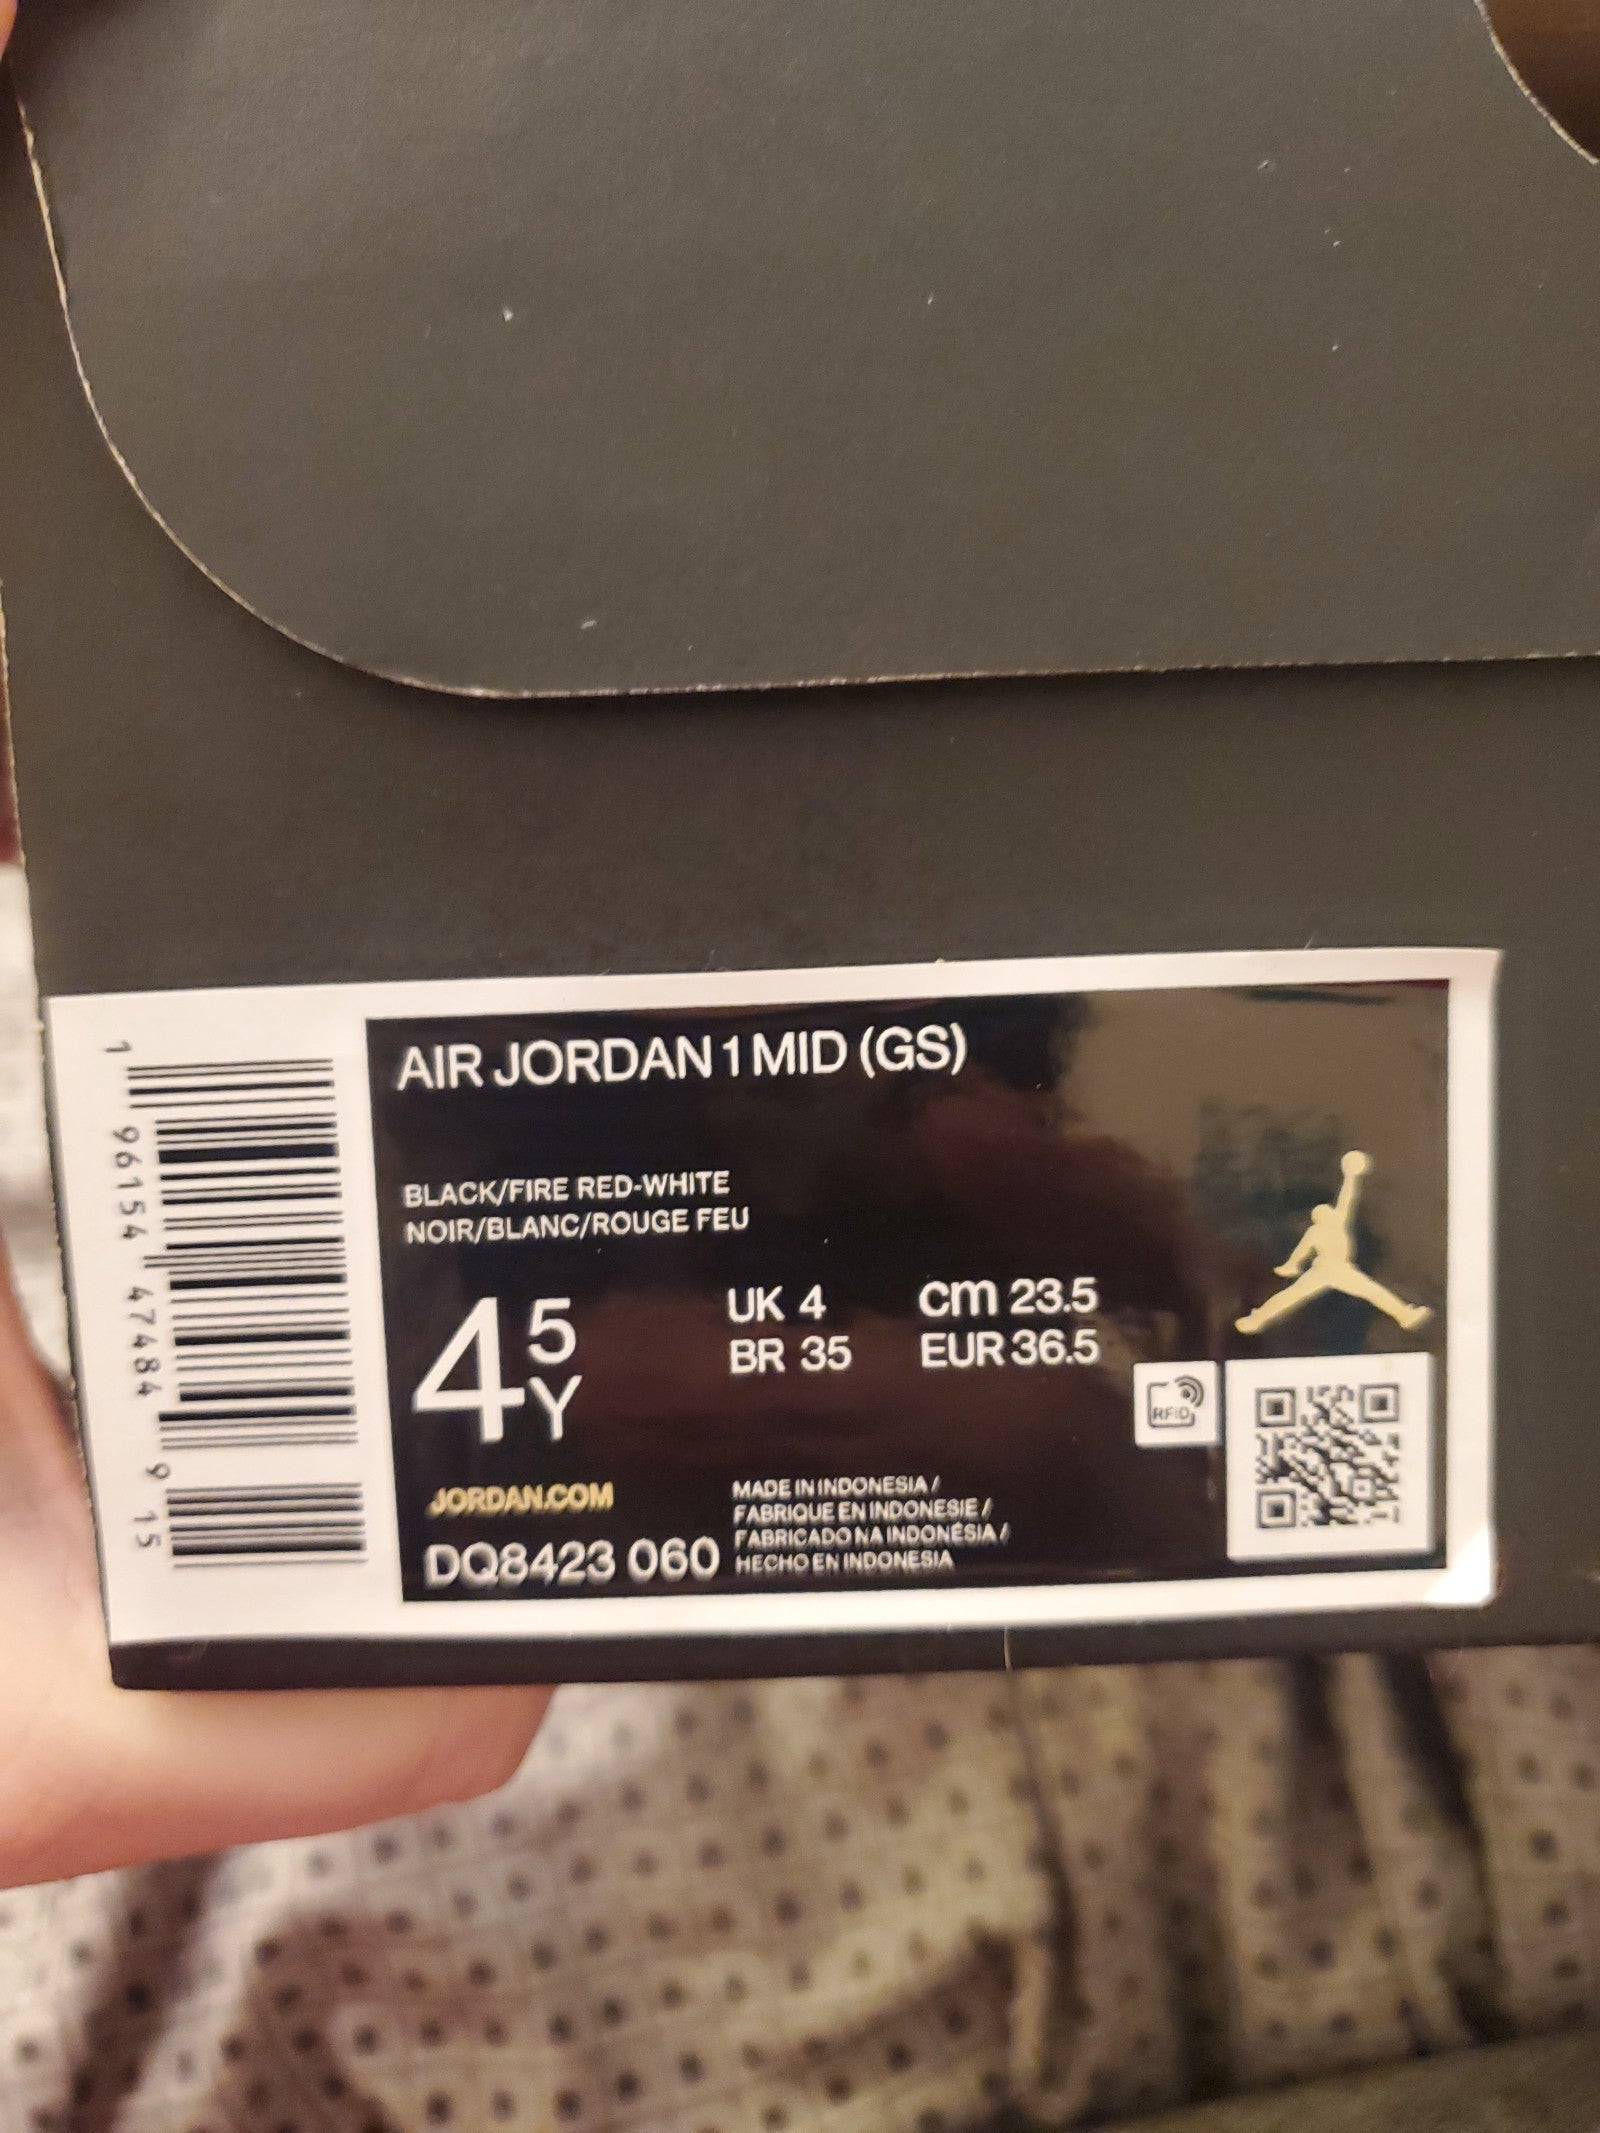 AIR JORDAN 1 MID (GS)
BLACK/FIRE RED-WHITE
NOIR/BLANC/ROUGE FEU
4 5 Y
UK 4 cm 23.5
BR 35 EUR 36.5
RFID
JORDAN.COM
DQ8423 060
MADE IN INDONESIA /
FABRIQUE EN INDONESIE /
FABRICADO NA INDONÉSIA /
HECHO EN INDONESIA
1 96154 47484 9 15